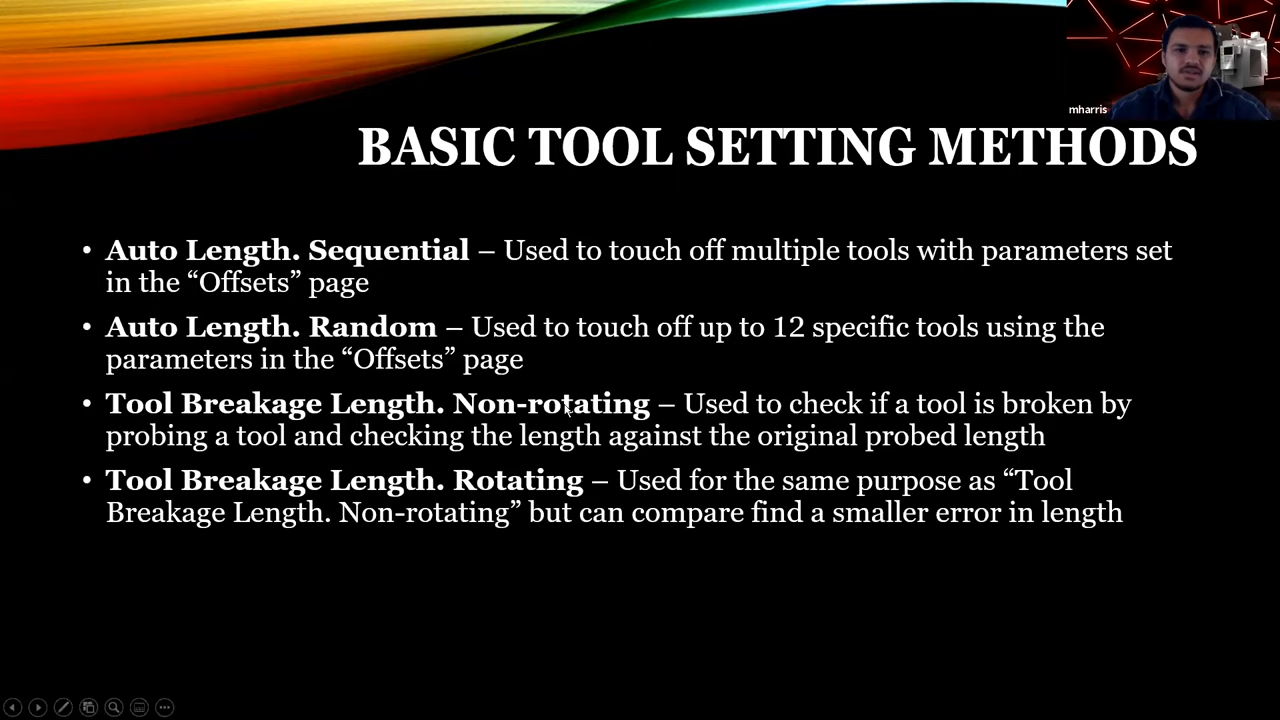 mharris
BASIC TOOL SETTING METHODS
• Auto Length. Sequential – Used to touch off multiple tools with parameters set
in the “Offsets” page
• Auto Length. Random – Used to touch off up to 12 specific tools using the
parameters in the “Offsets” page
• Tool Breakage Length. Non-rotating – Used to check if a tool is broken by
probing a tool and checking the length against the original probed length
• Tool Breakage Length. Rotating – Used for the same purpose as “Tool
Breakage Length. Non-rotating” but can compare find a smaller error in length